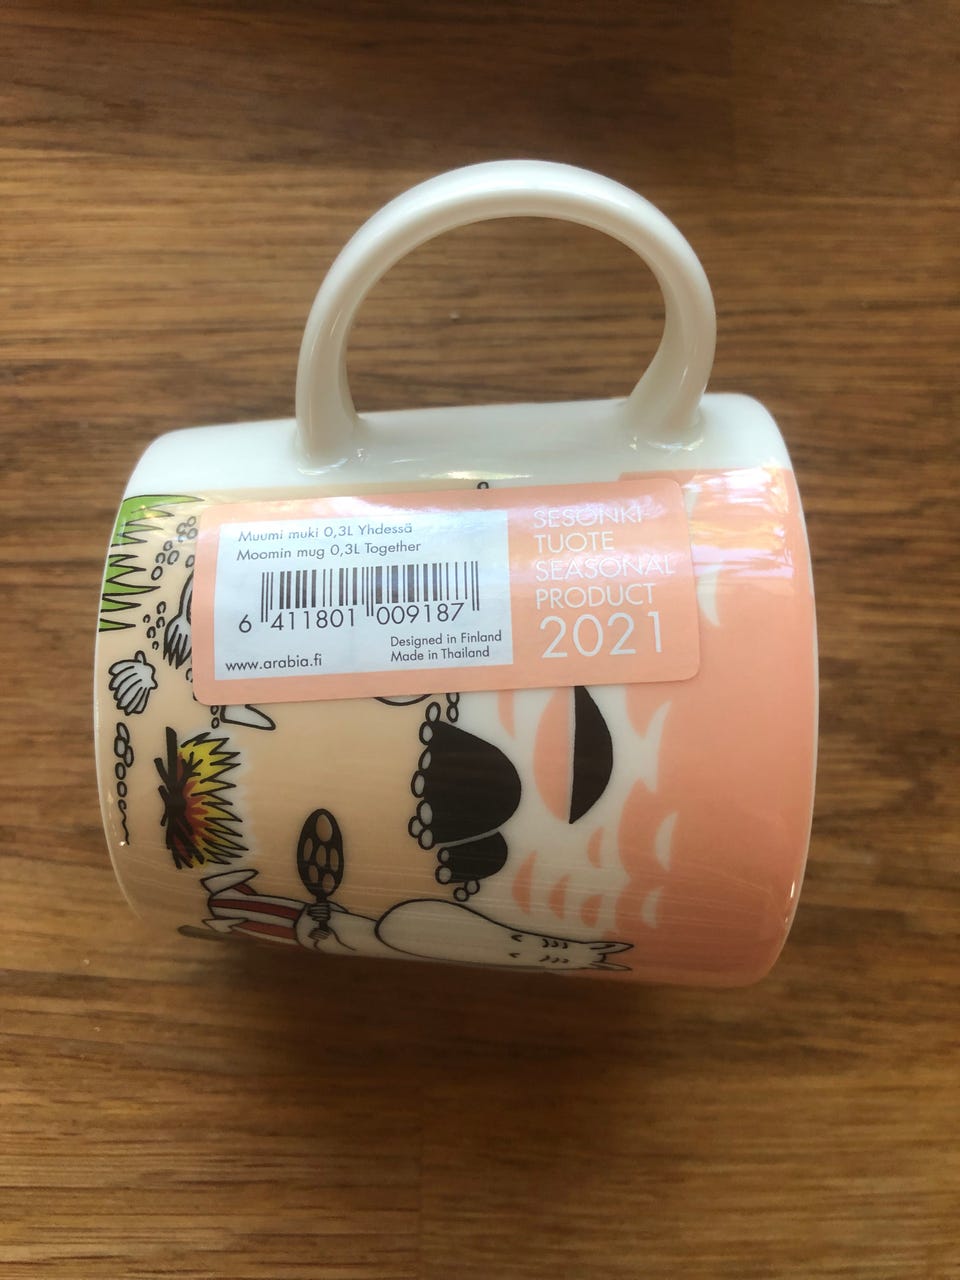 Muumi muki 0,3L Yhdessä
Moomin mug 0,3L Together
6 411801 009187
Designed in Finland
www.arabia.fi
Made in Thailand
SESONKI-
TUOTE
SEASONAL
PRODUCT
2021